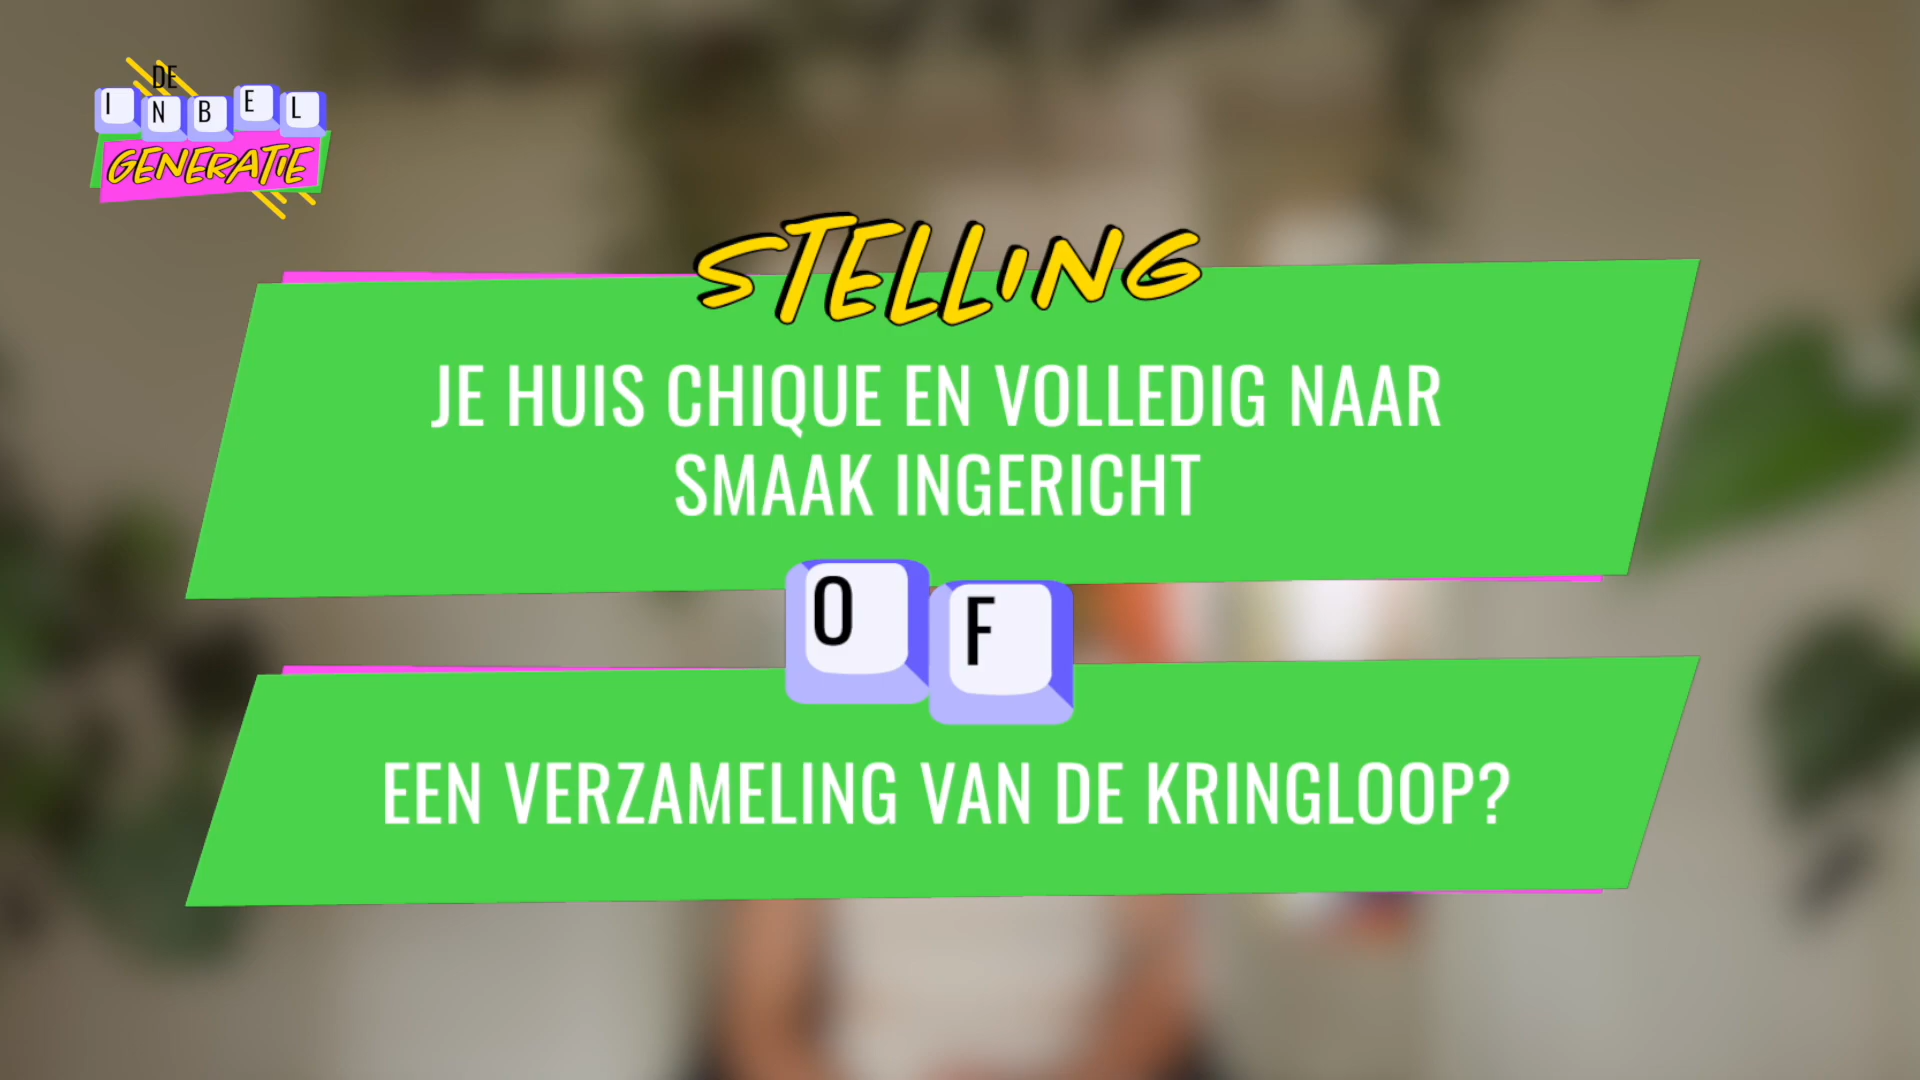 DE
INBEL
GENERATIE
STELLING
JE HUIS CHIQUE EN VOLLEDIG NAAR
SMAAK INGERICHT
OF
EEN VERZAMELING VAN DE KRINGLOOP?